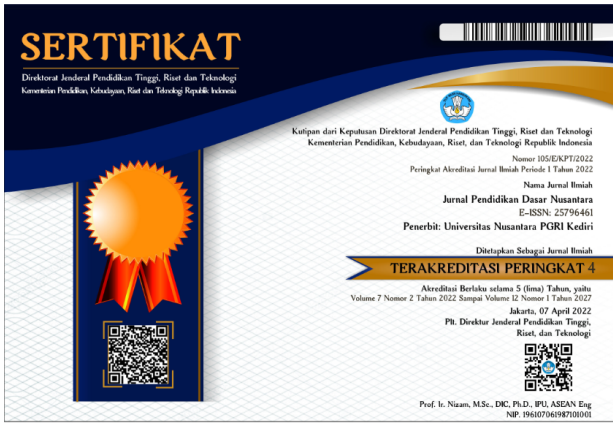 SERTIFIKAT
Direktorat Jenderal Pendidikan Tinggi, Riset dan Teknologi
Kementerian Pendidikan, Kebudayaan, Riset dan Teknologi Republik Indonesia
Kutipan dari Keputusan Direktorat Jenderal Pendidikan Tinggi, Riset dan Teknologi
Kementerian Pendidikan, Kebudayaan, Riset, dan Teknologi Republik Indonesia
Nomor 105/E/KPT/2022
Peringkat Akreditasi Jurnal Ilmiah Periode 1 Tahun 2022
Nama Jurnal Ilmiah
Jurnal Pendidikan Dasar Nusantara
E-ISSN: 25796461
Penerbit: Universitas Nusantara PGRI Kediri
Ditetapkan Sebagai Jurnal Ilmiah
TERAKREDITASI PERINGKAT 4
Akreditasi Berlaku selama 5 (lima) Tahun, yaitu
Volume 7 Nomor 2 Tahun 2022 Sampai Volume 12 Nomor 1 Tahun 2027
Jakarta, 07 April 2022
Plt. Direktur Jenderal Pendidikan Tinggi,
Riset, dan Teknologi
Prof. Ir. Nizam, M.Sc., DIC, Ph.D., IPU, ASEAN Eng
NIP. 196107061987101001